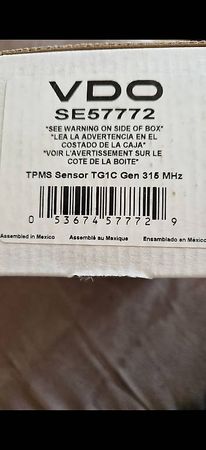 VDO
SE57772
*SEE WARNING ON SIDE OF BOX*
*LEA LA ADVERTENCIA EN EL
COSTADO DE LA CAJA*
*VOIR L'AVERTISSEMENT SUR LE
COTE DE LA BOITE*
TPMS Sensor TG1C Gen 315 MHz
0 53674 57772 9
Assembled in Mexico Assemblé au Mexique Ensamblado en México